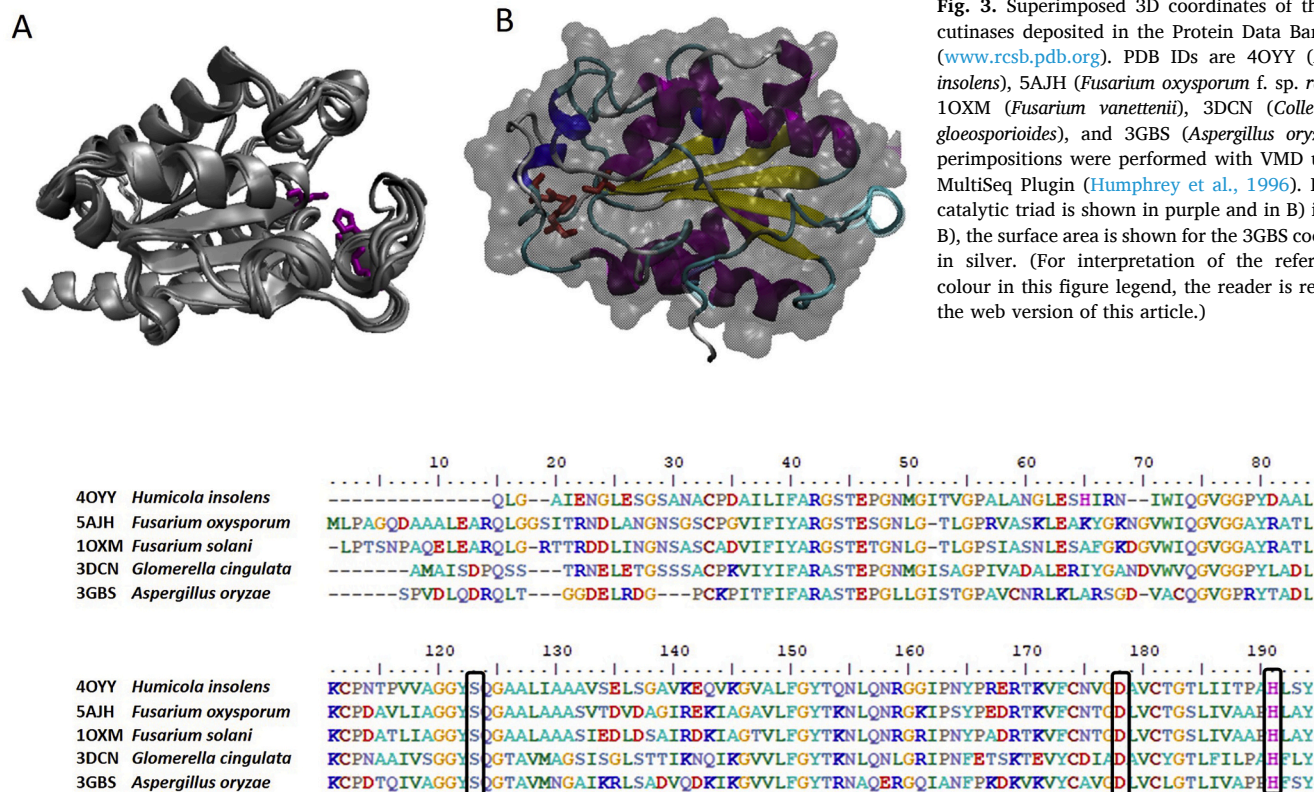 A
B
Fig. 3. Superimposed 3D coordinates of th
cutinases deposited in the Protein Data Ban
(www.rcsb.pdb.org). PDB IDs are 4OYY (
insolens), 5AJH (Fusarium oxysporum f. sp. r
1OXM (Fusarium vanettenii), 3DCN (Colle
gloeosporioides), and 3GBS (Aspergillus orys
perimpositions were performed with VMD u
MultiSeq Plugin (Humphrey et al., 1996).
catalytic triad is shown in purple and in B) i
B), the surface area is shown for the 3GBS coo
in silver. (For interpretation of the refer
colour in this figure legend, the reader is re
the web version of this article.)
10 20 30 40 50 60 70 80
4OYY Humicola insolens --------------QLG--AIENGLESGSANACPDAILIFARGSTEPGNMGITVGPALANGLESHIRN--IWIQGVGGPYDAAL
5AJH Fusarium oxysporum MLPAGQDAAALEARQLGGSITRNDLANGNSGSCPGVIFIYARGSTESGNLG-TLGPRVASKLEAKYGKNGVWIQGVGGAYRATL
1OXM Fusarium solani -LPTSNPAQELEARQLG-RTTRDDLINGNSASCADVIFIYARGSTETGNLG-TLGPSIASNLESAFGKDGVWIQGVGGAYRATL
3DCN Glomerella cingulata -------AMAISDPQSS---TRNELETGSSSACPKVIYIFARASTEPGNMGISAGPIVADALERIYGANDVWVQGVGGPYLADL
3GBS Aspergillus oryzae ------SPVDLQDRQLT---GGDELRDG---PCKPITFIFARASTEPGLLGISTGPAVCNRLKLARSGD-VACQGVGPRYTADL
120 130 140 150 160 170 180 190
4OYY Humicola insolens KCPNTPVVAGGYSQGAALIAAAVSELSGAVKEQVKGVALFGYTQNLQNRGGIPNYPRERTKVFCNVGDAVCTGTLIITPAHLSY
5AJH Fusarium oxysporum KCPDAVLIAGGYSQGAALAAASVTDVDAGIREKIAGAVLFGYTKNLQNRGKIPSYPEDRTKVFCNTGDLVCTGSLIVAAPHLAY
1OXM Fusarium solani KCPDATLIAGGYSQGAALAAASIEDLDSAIRDKIAGTVLFGYTKNLQNRGRIPNYPADRTKVFCNTGDLVCTGSLIVAAPHLAY
3DCN Glomerella cingulata KCPNAAIVSGGYSQGTAVMAGSISGLSTTIKNQIKGVVLFGYTKNLQNLGRIPNFETSKTEVYCDIADAVCYGTLFILPAHFLY
3GBS Aspergillus oryzae KCPDTQIVAGGYSQGTAVMNGAIKRLSADVQDKIKGVVLFGYTRNAQERGQIANFPKDKVKVYCAVGDLVCLGTLIVAPPHFSY